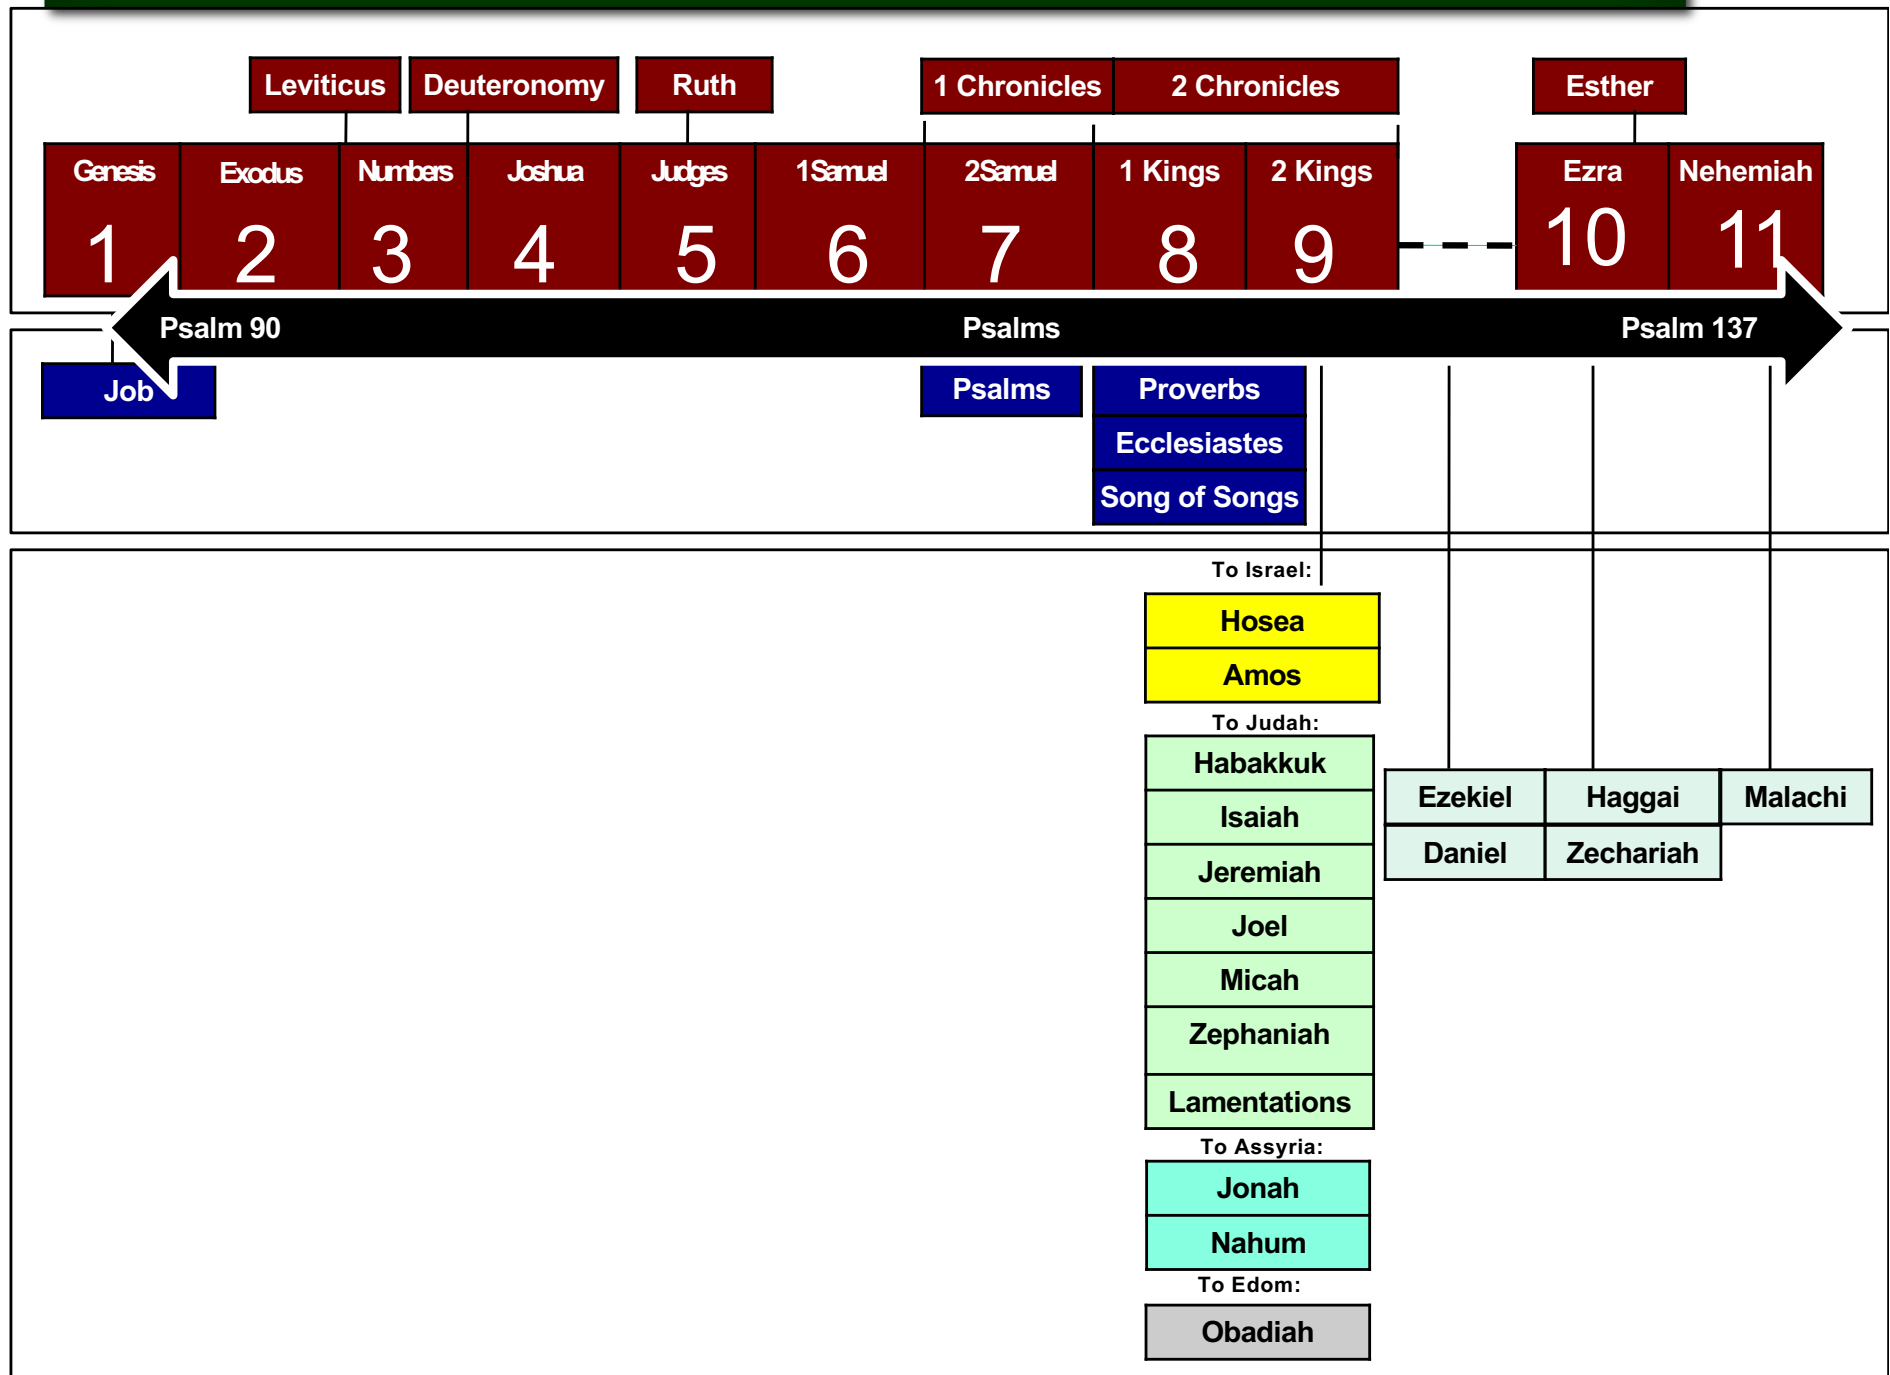 Leviticus Deuteronomy Ruth 1 Chronicles 2 Chronicles Esther
Genesis Exodus Numbers Joshua Judges 1Samuel 2Samuel 1 Kings 2 Kings Ezra Nehemiah
1 2 3 4 5 6 7 8 9 10 11
Psalm 90 Psalms Psalm 137
Job Psalms Proverbs
Ecclesiastes
Song of Songs
To Israel:
Hosea
Amos
To Judah:
Habakkuk
Isaiah
Jeremiah
Joel
Micah
Zephaniah
Lamentations
Ezekiel Haggai Malachi
Daniel Zechariah
To Assyria:
Jonah
Nahum
To Edom:
Obadiah